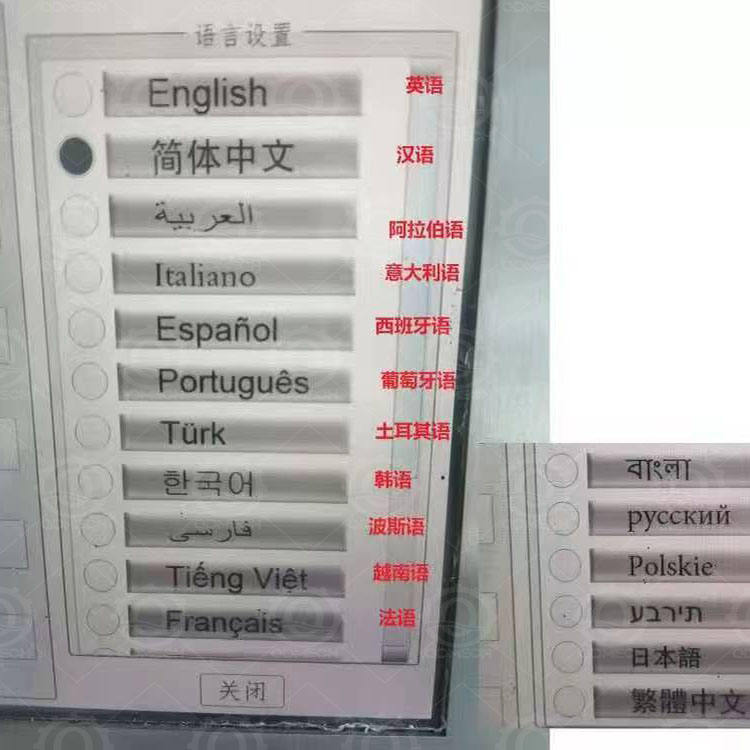 语言设置
English 英语
简体中文 汉语
العربية 阿拉伯语
Italiano 意大利语
Español 西班牙语
Português 葡萄牙语
Türk 土耳其语
한국어 韩语
فارسی 波斯语
Tiếng Việt 越南语
Français 法语
关闭
বাংলা
русский
Polskie
תירבע
日本語
繁體中文